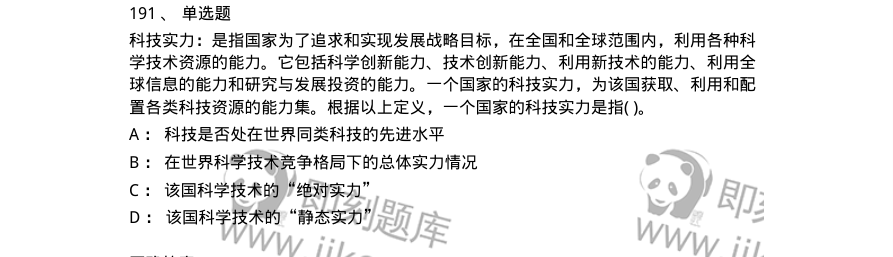 191 、 单选题
科技实力：是指国家为了追求和实现发展战略目标，在全国和全球范围内，利用各种科
学技术资源的能力。它包括科学创新能力、技术创新能力、利用新技术的能力、利用全
球信息的能力和研究与发展投资的能力。一个国家的科技实力，为该国获取、利用和配
置各类科技资源的能力集。根据以上定义，一个国家的科技实力是指( )。
A ： 科技是否处在世界同类科技的先进水平
B ： 在世界科学技术竞争格局下的总体实力情况
C ： 该国科学技术的“绝对实力”
D ： 该国科学技术的“静态实力”
即刻题库
即刻